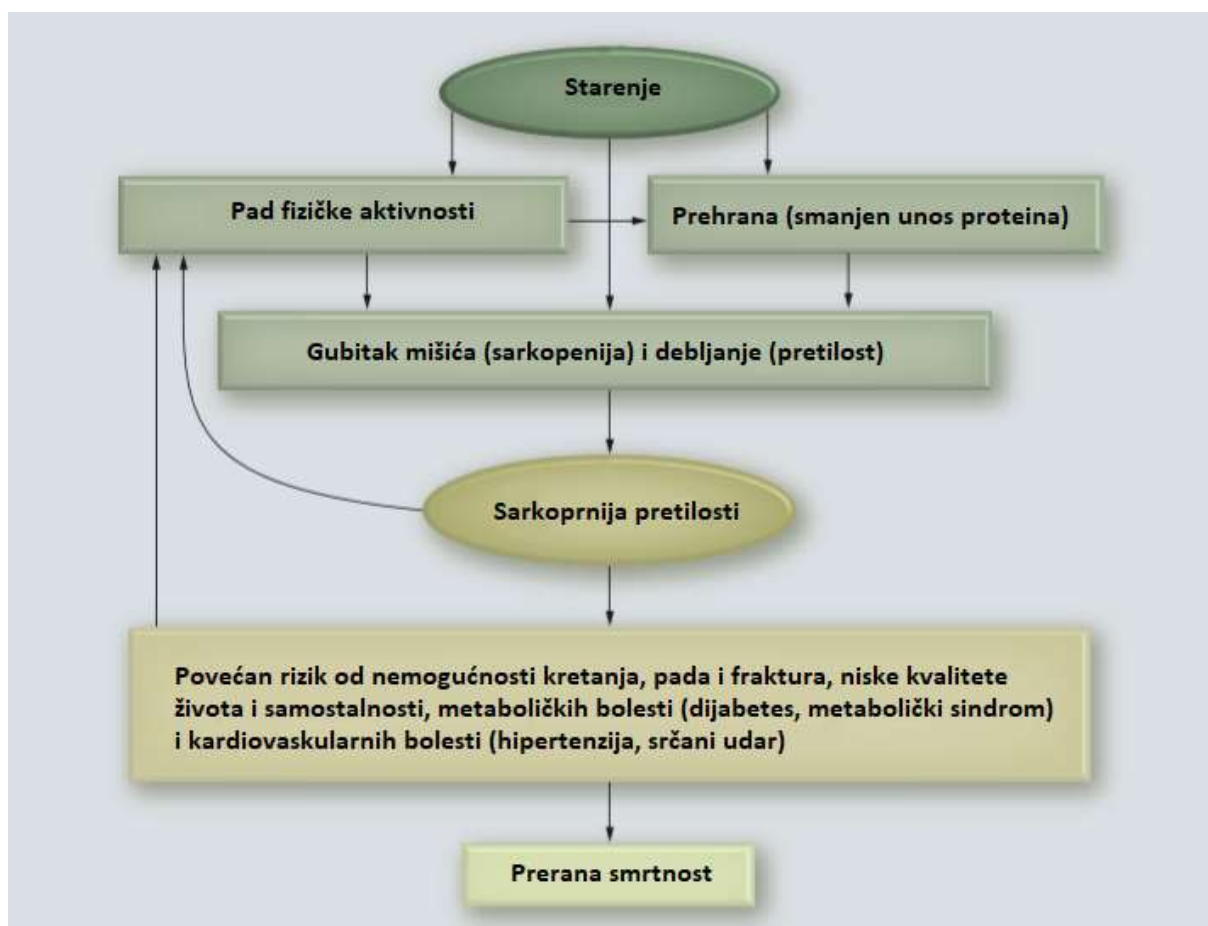 Starenje
Pad fizičke aktivnosti
Prehrana (smanjen unos proteina)
Gubitak mišića (sarkopenija) i debljanje (pretilost)
Sarkoprnija pretilosti
Povećan rizik od nemogućnosti kretanja, pada i fraktura, niske kvalitete
života i samostalnosti, metaboličkih bolesti (dijabetes, metabolički sindrom)
i kardiovaskularnih bolesti (hipertenzija, srčani udar)
Prerana smrtnost